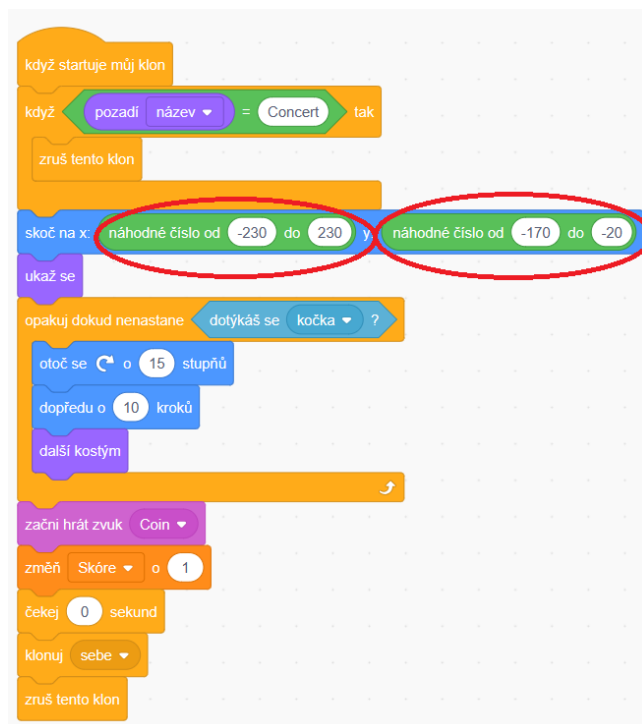 když startuje můj klon
když pozadí název = Concert tak
zruš tento klon
skoč na x: náhodné číslo od -230 do 230 y náhodné číslo od -170 do -20
ukaž se
opakuj dokud nenastane dotýkáš se kočka ?
otoč se o 15 stupňů
dopředu o 10 kroků
další kostým
začni hrát zvuk Coin
změň Skóre o 1
čekej 0 sekund
klonuj sebe
zruš tento klon